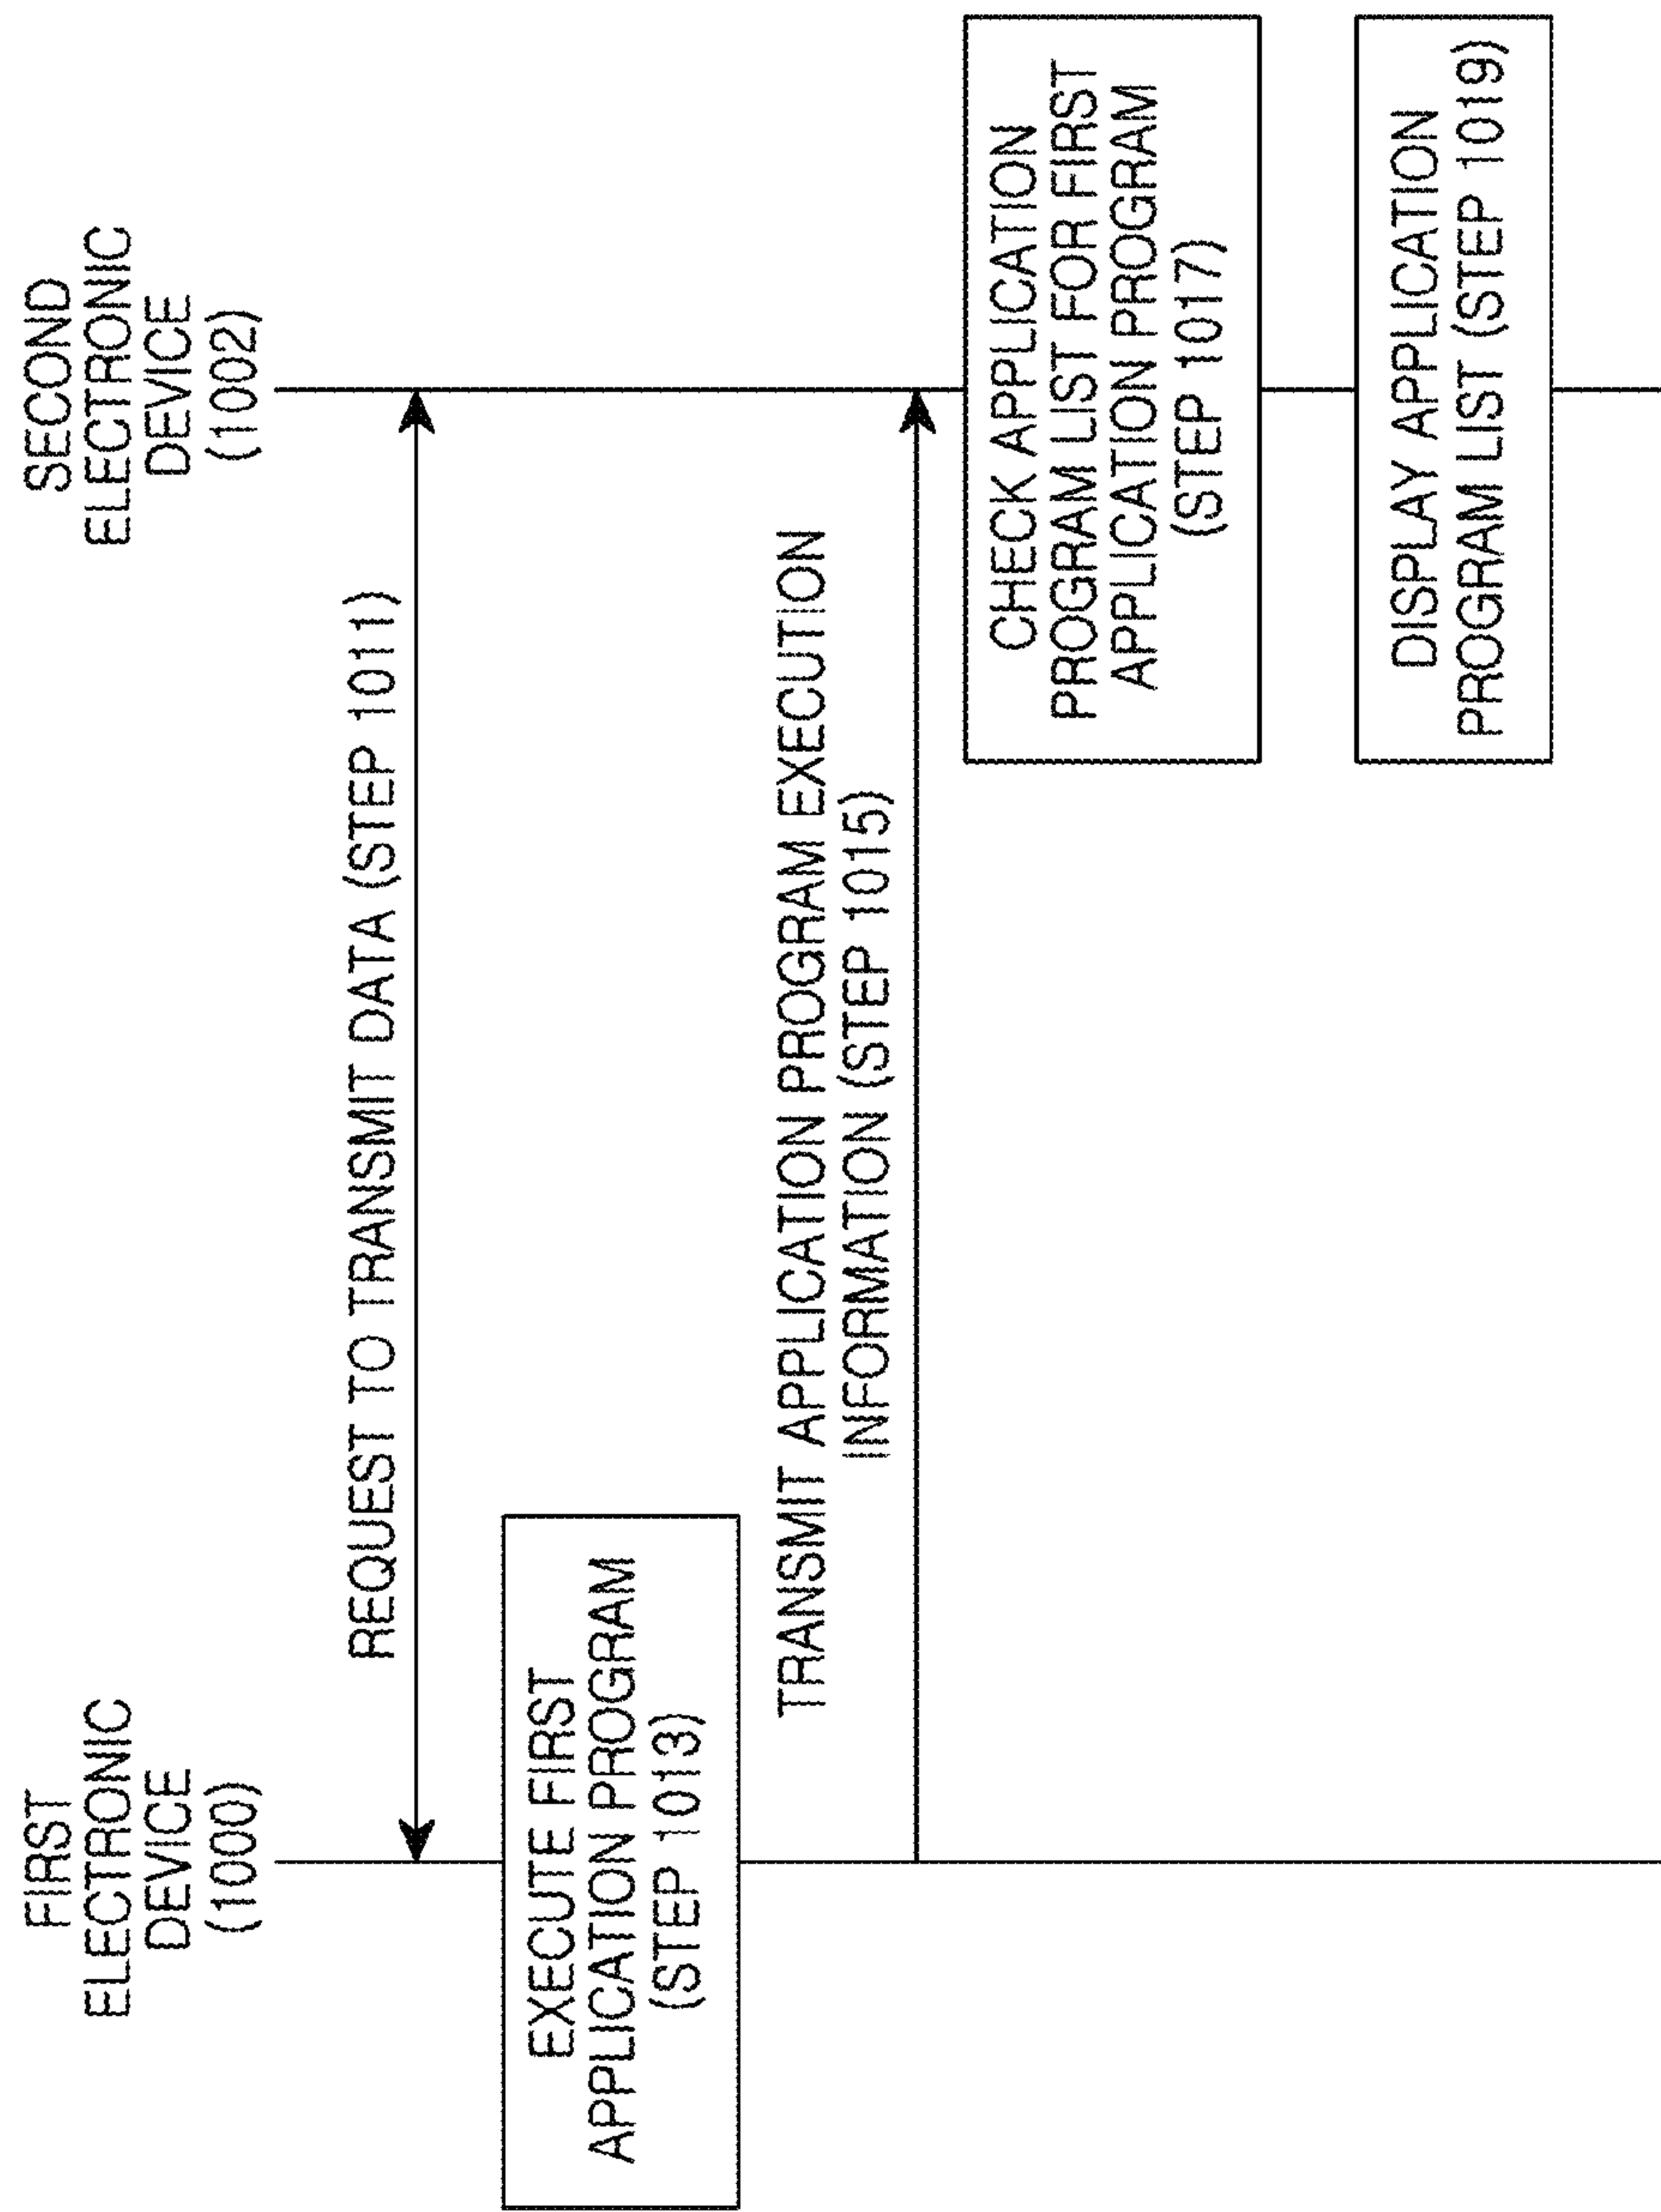 FIRST
ELECTRONIC
DEVICE
(1000)
SECOND
ELECTRONIC
DEVICE
(1002)
REQUEST TO TRANSMIT DATA (STEP 1011)
EXECUTE FIRST
APPLICATION PROGRAM
(STEP 1013)
TRANSMIT APPLICATION PROGRAM EXECUTION
INFORMATION (STEP 1015)
CHECK APPLICATION
PROGRAM LIST FOR FIRST
APPLICATION PROGRAM
(STEP 1017)
DISPLAY APPLICATION
PROGRAM LIST (STEP 1019)